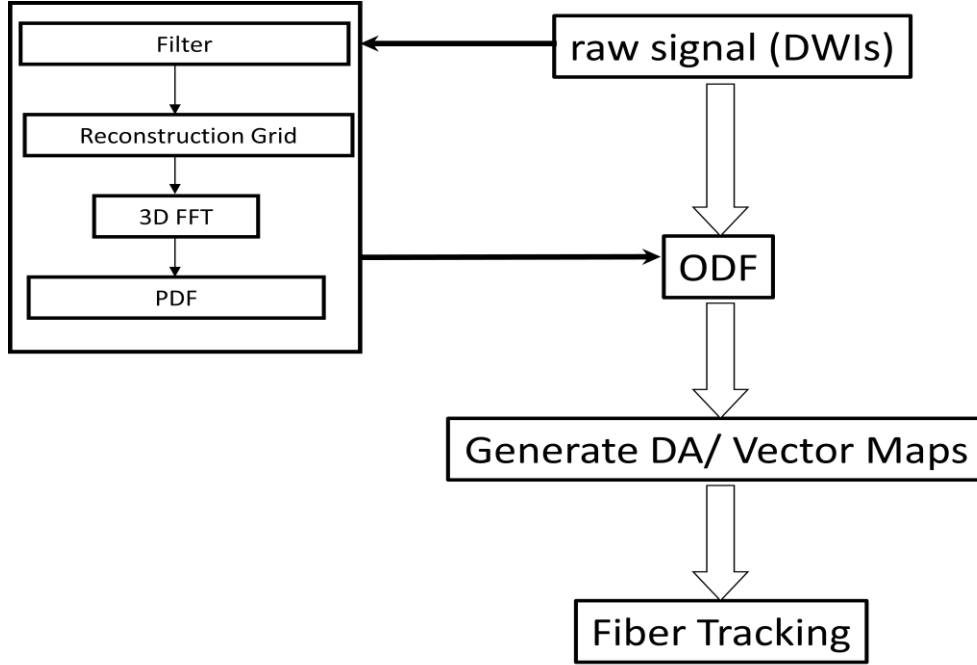 Filter
Reconstruction Grid
3D FFT
PDF
raw signal (DWIs)
ODF
Generate DA/ Vector Maps
Fiber Tracking